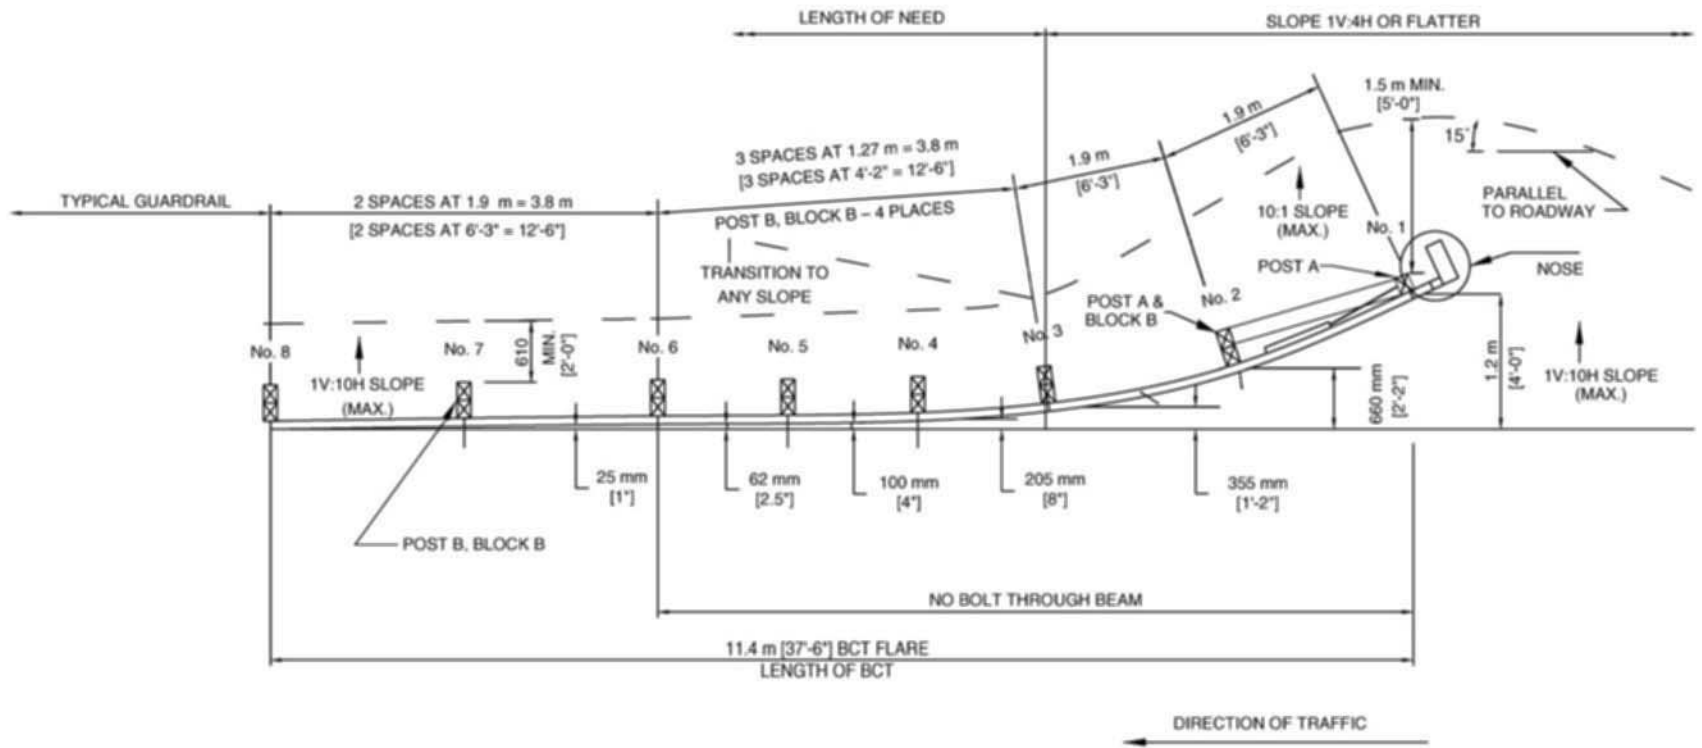 LENGTH OF NEED
SLOPE 1V:4H OR FLATTER
1.5 m MIN.
[5'-0"]
1.9 m
[6'-3"]
15'
3 SPACES AT 1.27 m = 3.8 m
[3 SPACES AT 4'-2" = 12'-6"]
1.9 m
[6'-3"]
TYPICAL GUARDRAIL
2 SPACES AT 1.9 m = 3.8 m
[2 SPACES AT 6'-3" = 12'-6"]
POST B, BLOCK B – 4 PLACES
10:1 SLOPE
(MAX.)
No. 1
PARALLEL
TO ROADWAY
TRANSITION TO
ANY SLOPE
POST A
NOSE
POST A &
BLOCK B
No. 2
No. 8
No. 7
610
MIN.
[2'-0"]
No. 6
No. 5
No. 4
No. 3
1V:10H SLOPE
(MAX.)
660 mm
[2'-2"]
1.2 m
[4'-0"]
1V:10H SLOPE
(MAX.)
25 mm
[1"]
62 mm
[2.5"]
100 mm
[4"]
205 mm
[8"]
355 mm
[1'-2"]
POST B, BLOCK B
NO BOLT THROUGH BEAM
11.4 m [37'-6"] BCT FLARE
LENGTH OF BCT
DIRECTION OF TRAFFIC